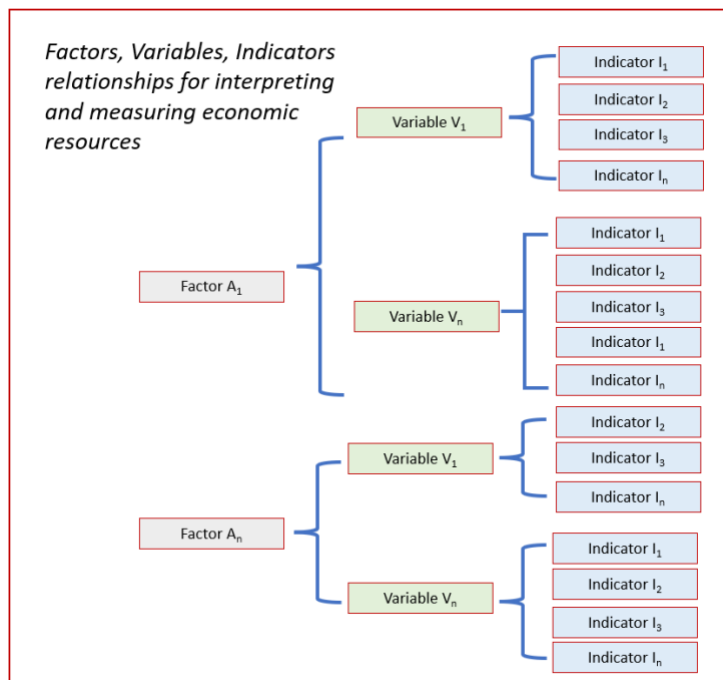 Factors, Variables, Indicators
relationships for interpreting
and measuring economic
resources
Factor A₁
Variable V₁
Indicator I₁
Indicator I₂
Indicator I₃
Indicator Iₙ
Variable Vₙ
Indicator I₁
Indicator I₂
Indicator I₃
Indicator I₁
Indicator Iₙ
Factor Aₙ
Variable V₁
Indicator I₂
Indicator I₃
Indicator Iₙ
Variable Vₙ
Indicator I₁
Indicator I₂
Indicator I₃
Indicator Iₙ